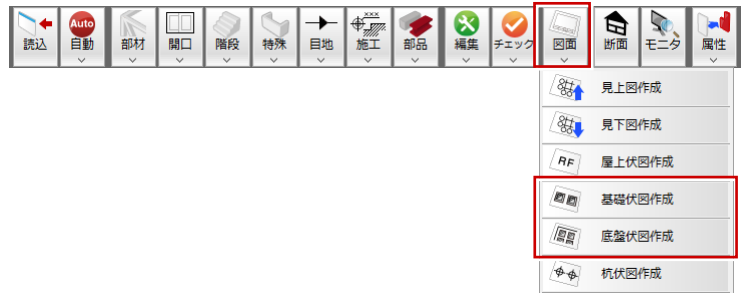 読込
Auto
自動
部材
開口
階段
特殊
目地
×××
施工
部品
編集
チェック
図面
断面
モニタ
属性
見上図作成
見下図作成
RF
屋上伏図作成
基礎伏図作成
底盤伏図作成
杭伏図作成